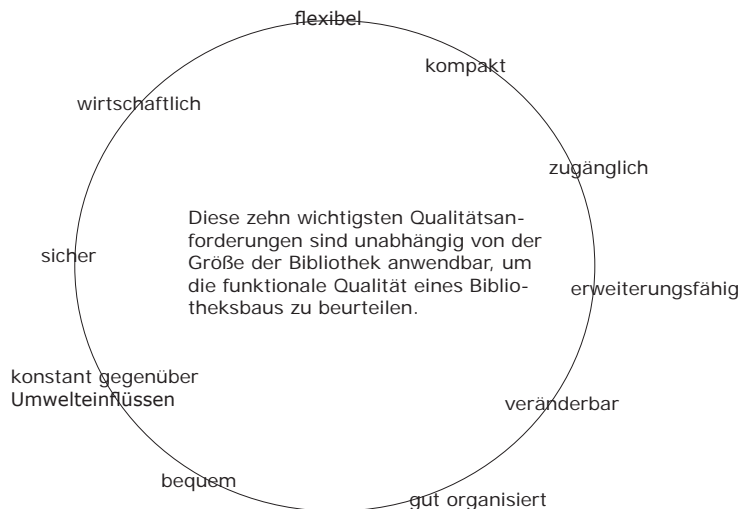 flexibel
kompakt
wirtschaftlich
zugänglich
Diese zehn wichtigsten Qualitätsan-
forderungen sind unabhängig von der
Größe der Bibliothek anwendbar, um
die funktionale Qualität eines Biblio-
theksbaus zu beurteilen.
sicher
erweiterungsfähig
konstant gegenüber
Umwelteinflüssen
veränderbar
bequem
gut organisiert